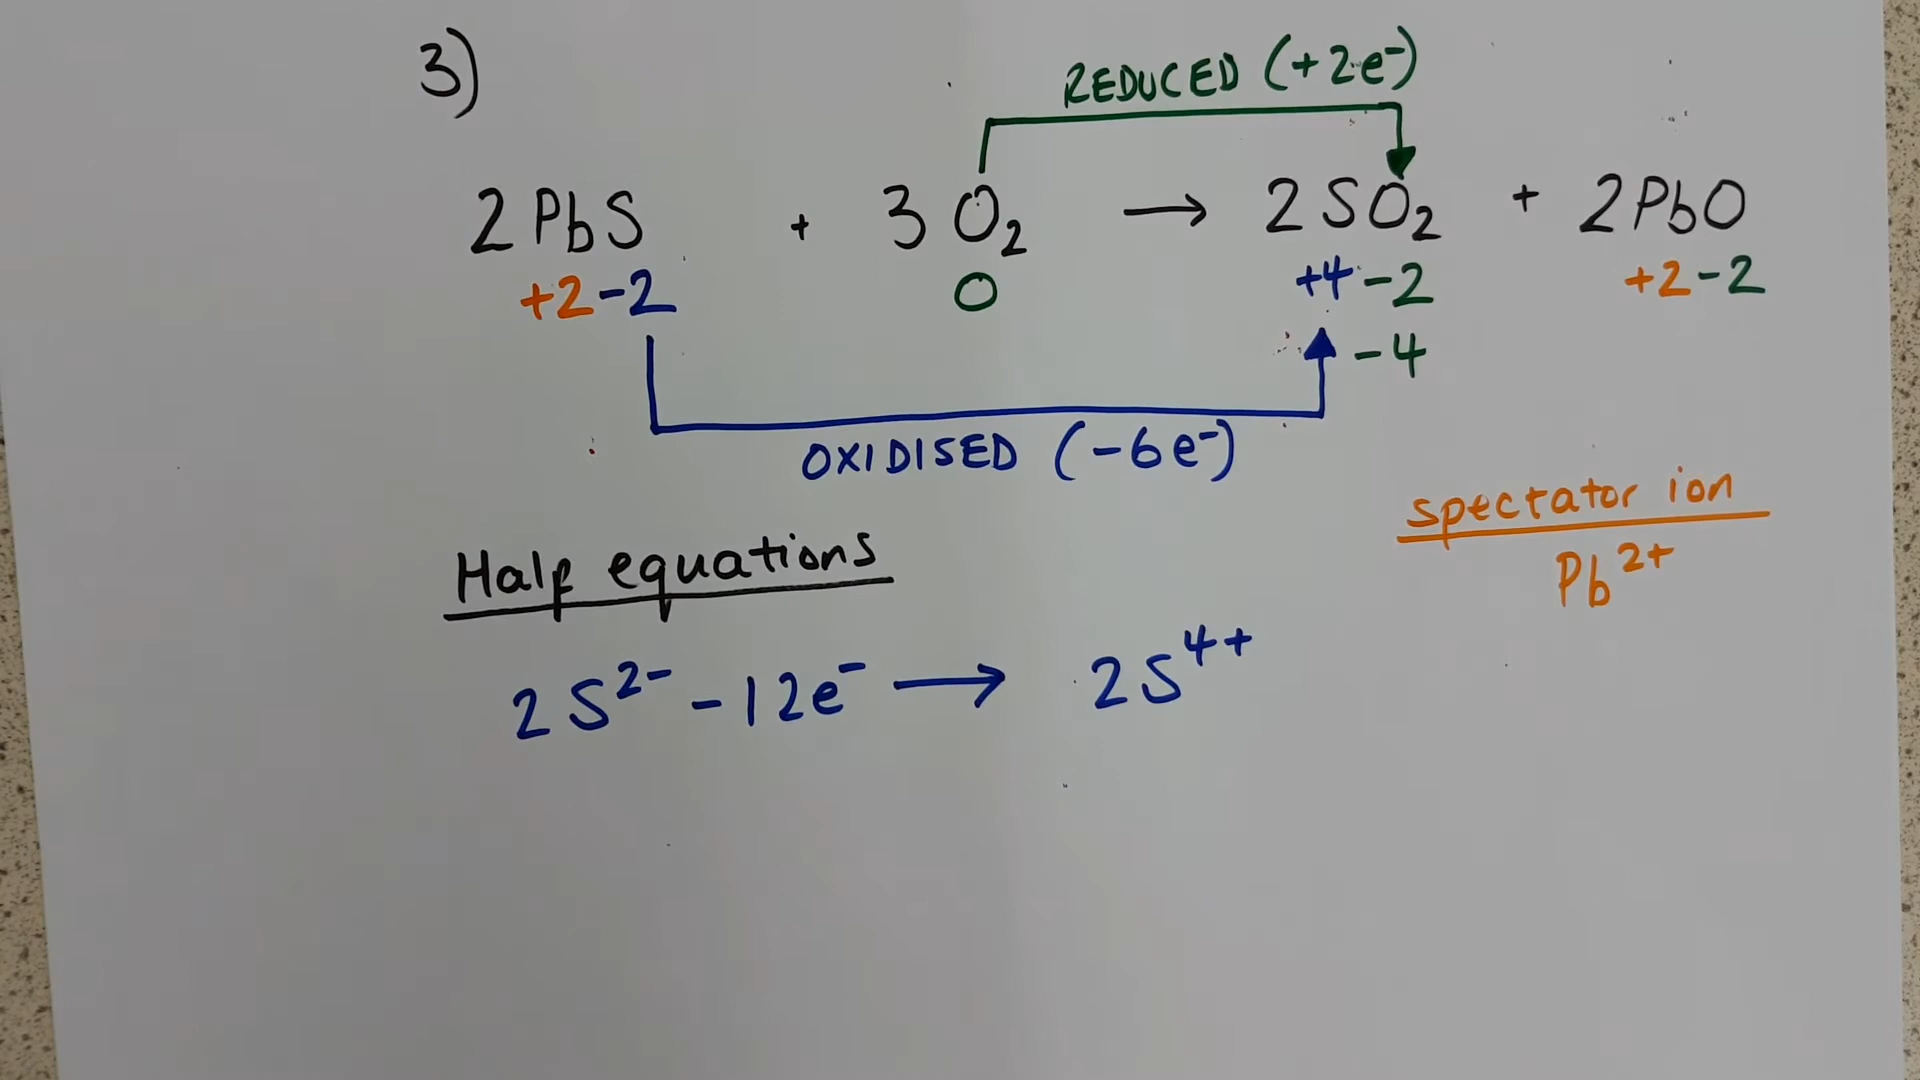 3)
REDUCED (+2e⁻)
2PbS + 3O₂ → 2SO₂ + 2PbO
+2 -2 0 +4 -2 +2 -2
-4
OXIDISED (-6e⁻)
spectator ion
Pb²⁺
Half equations
2S²⁻ -12e⁻ → 2S⁴⁺